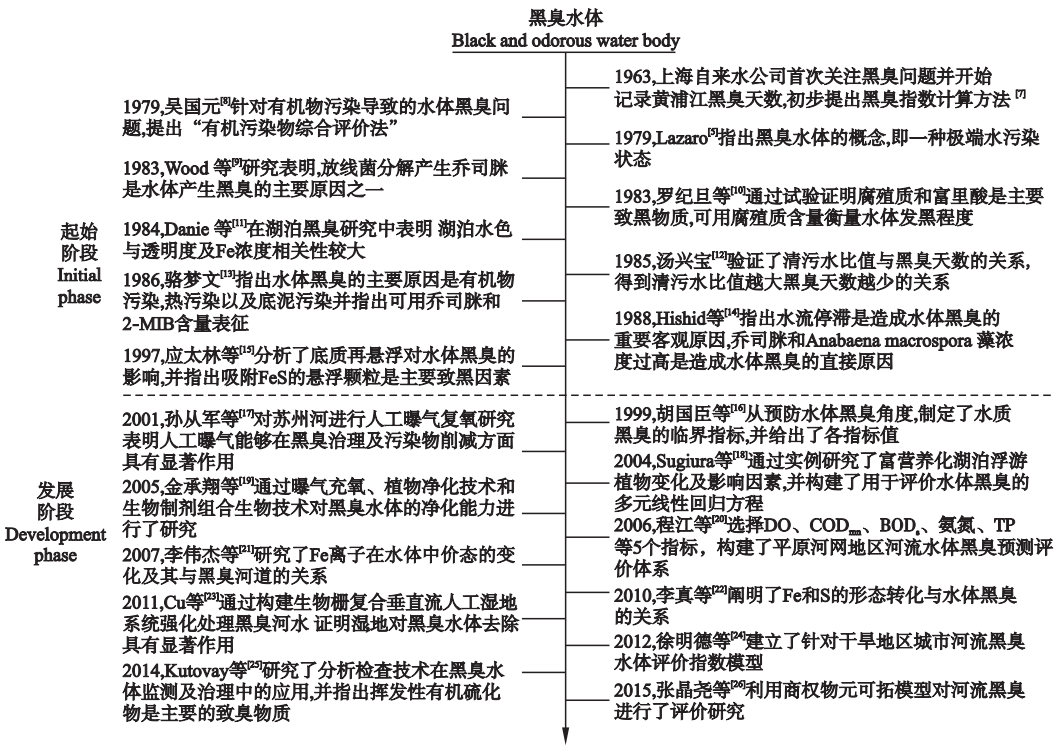 黑臭水体
Black and odorous water body
1963,上海自来水公司首次关注黑臭问题并开始
记录黄浦江黑臭天数,初步提出黑臭指数计算方法 [7]
1979,吴国元[8]针对有机物污染导致的水体黑臭问
题,提出“有机污染物综合评价法”
1979,Lazaro[5]指出黑臭水体的概念,即一种极端水污染
状态
1983,Wood 等[9]研究表明,放线菌分解产生乔司脒
是水体产生黑臭的主要原因之一
1983,罗纪旦等[10]通过试验证明腐殖质和富里酸是主要
致黑物质,可用腐殖质含量衡量水体发黑程度
起始
阶段
Initial
phase
1984,Danie 等[11]在湖泊黑臭研究中表明 湖泊水色
与透明度及Fe浓度相关性较大
1985,汤兴宝[12]验证了清污水比值与黑臭天数的关系,
得到清污水比值越大黑臭天数越少的关系
1986,骆梦文[13]指出水体黑臭的主要原因是有机物
污染,热污染以及底泥污染并指出可用乔司脒和
2-MIB含量表征
1988,Hishid等[14]指出水流停滞是造成水体黑臭的
重要客观原因,乔司脒和Anabaena macrospora 藻浓
度过高是造成水体黑臭的直接原因
1997,应太林等[15]分析了底质再悬浮对水体黑臭的
影响,并指出吸附FeS的悬浮颗粒是主要致黑因素
1999,胡国臣等[16]从预防水体黑臭角度,制定了水质
黑臭的临界指标,并给出了各指标值
2001,孙从军等[17]对苏州河进行人工曝气复氧研究
表明人工曝气能够在黑臭治理及污染物削减方面
具有显著作用
2004,Sugiura等[18]通过实例研究了富营养化湖泊浮游
植物变化及影响因素,并构建了用于评价水体黑臭的
多元线性回归方程
发展
阶段
Development
phase
2005,金承翔等[19]通过曝气充氧、植物净化技术和
生物制剂组合生物技术对黑臭水体的净化能力进
行了研究
2006,程江等[20]选择DO、CODmn、BOD5、氨氮、TP
等5个指标，构建了平原河网地区河流水体黑臭预测评
价体系
2007,李伟杰等[21]研究了Fe离子在水体中价态的变
化及其与黑臭河道的关系
2010,李真等[22]阐明了Fe和S的形态转化与水体黑臭
的关系
2011,Cu等[23]通过构建生物栅复合垂直流人工湿地
系统强化处理黑臭河水 证明湿地对黑臭水体去除
具有显著作用
2012,徐明德等[24]建立了针对干旱地区城市河流黑臭
水体评价指数模型
2014,Kutovay等[25]研究了分析检查技术在黑臭水
体监测及治理中的应用,并指出挥发性有机硫化
物是主要的致臭物质
2015,张晶尧等[26]利用商权物元可拓模型对河流黑臭
进行了评价研究